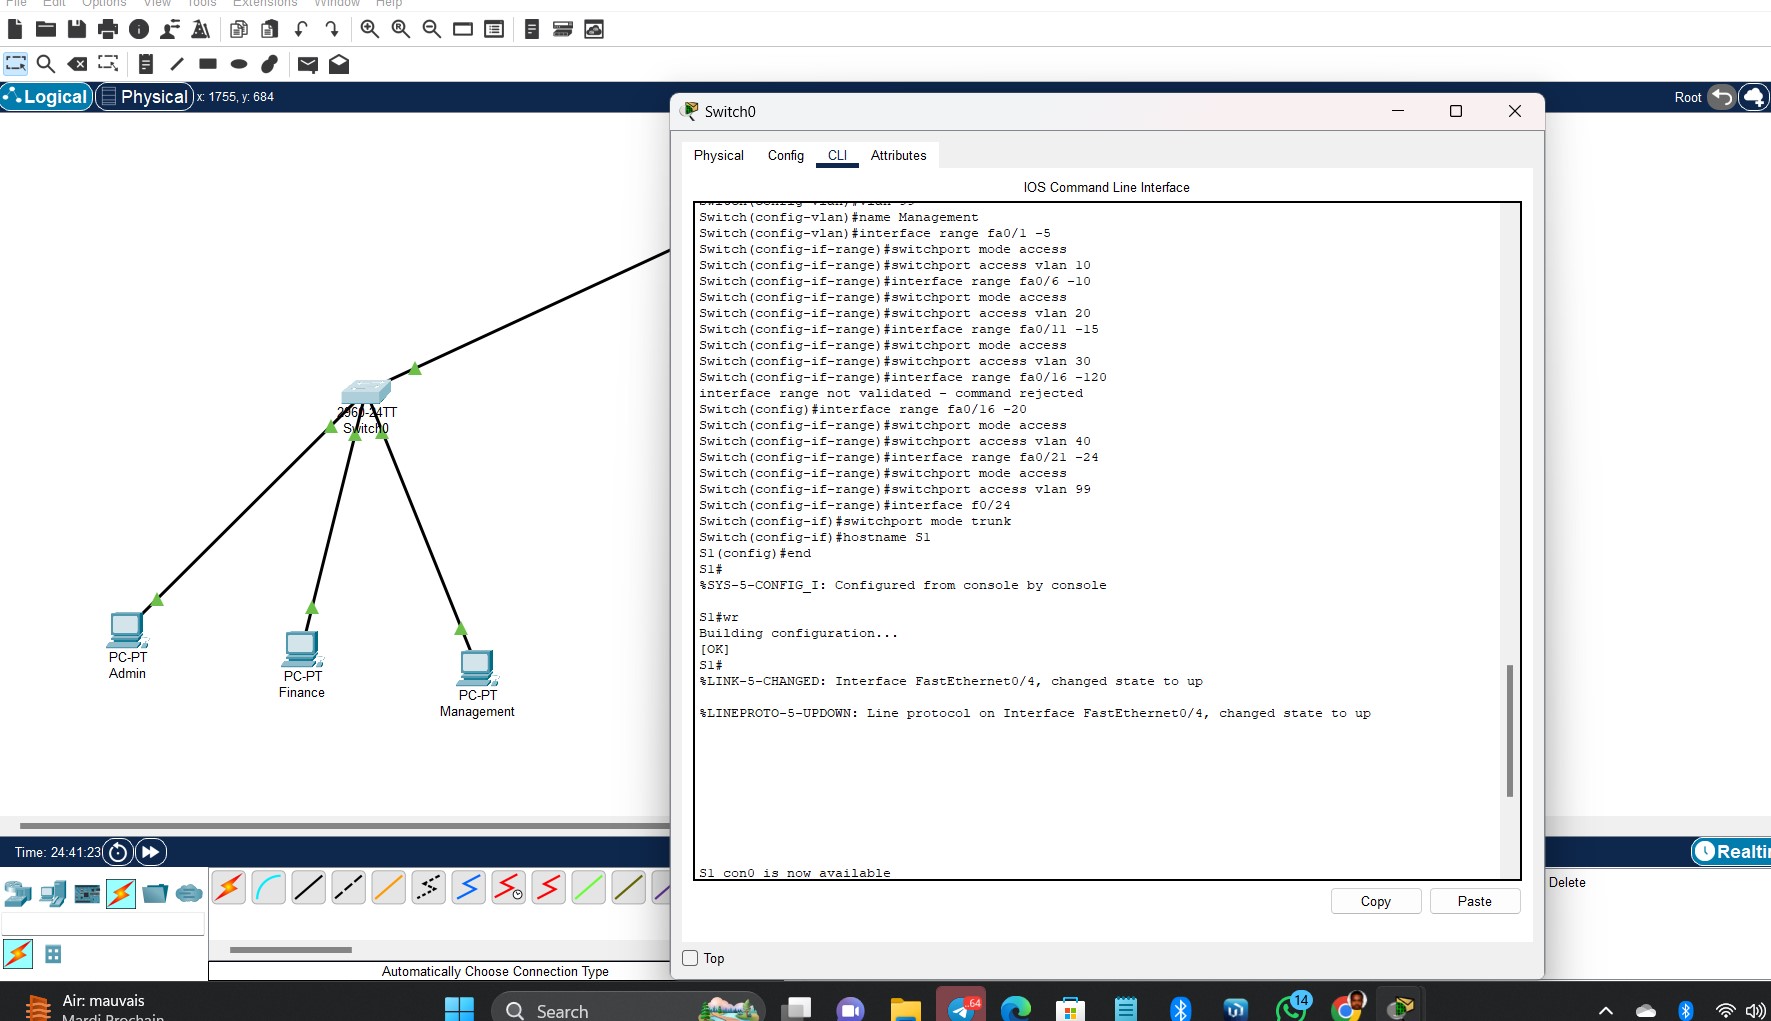 File Edit Options View Tools Extensions Window Help
Logical Physical x: 1755, y: 684
Root
Switch0
Physical Config CLI Attributes
IOS Command Line Interface
Switch(config-vlan)#vlan 99
Switch(config-vlan)#name Management
Switch(config-vlan)#interface range fa0/1 -5
Switch(config-if-range)#switchport mode access
Switch(config-if-range)#switchport access vlan 10
Switch(config-if-range)#interface range fa0/6 -10
Switch(config-if-range)#switchport mode access
Switch(config-if-range)#switchport access vlan 20
Switch(config-if-range)#interface range fa0/11 -15
Switch(config-if-range)#switchport mode access
Switch(config-if-range)#switchport access vlan 30
Switch(config-if-range)#interface range fa0/16 -120
interface range not validated - command rejected
Switch(config)#interface range fa0/16 -20
Switch(config-if-range)#switchport mode access
Switch(config-if-range)#switchport access vlan 40
Switch(config-if-range)#interface range fa0/21 -24
Switch(config-if-range)#switchport mode access
Switch(config-if-range)#switchport access vlan 99
Switch(config-if-range)#interface f0/24
Switch(config-if)#switchport mode trunk
Switch(config-if)#hostname S1
S1(config)#end
S1#
%SYS-5-CONFIG_I: Configured from console by console
S1#wr
Building configuration...
[OK]
S1#
%LINK-5-CHANGED: Interface FastEthernet0/4, changed state to up
%LINEPROTO-5-UPDOWN: Line protocol on Interface FastEthernet0/4, changed state to up
S1 con0 is now available
Copy Paste
Top
2960-24TT
Switch0
PC-PT
Admin
PC-PT
Finance
PC-PT
Management
Time: 24:41:23
Realti
Delete
Automatically Choose Connection Type
Air: mauvais
Mardi Prochain
Search
64
14